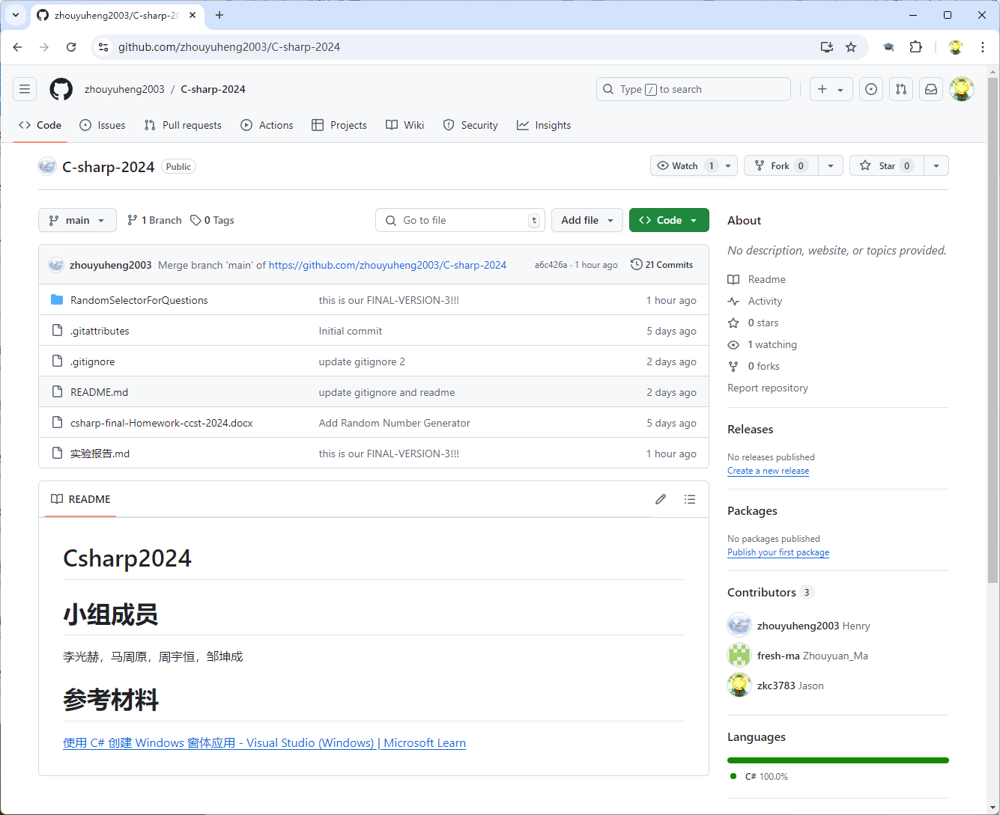 zhouyuheng2003/C-sharp-20
github.com/zhouyuheng2003/C-sharp-2024
zhouyuheng2003 / C-sharp-2024
Type / to search
Code Issues Pull requests Actions Projects Wiki Security Insights
C-sharp-2024 Public
Watch 1 Fork 0 Star 0
main 1 Branch 0 Tags
Go to file t Add file Code
zhouyuheng2003 Merge branch 'main' of https://github.com/zhouyuheng2003/C-sharp-2024 a6c426a · 1 hour ago 21 Commits
RandomSelectorForQuestions this is our FINAL-VERSION-3!!! 1 hour ago
.gitattributes Initial commit 5 days ago
.gitignore update gitignore 2 2 days ago
README.md update gitignore and readme 2 days ago
csharp-final-Homework-ccst-2024.docx Add Random Number Generator 5 days ago
实验报告.md this is our FINAL-VERSION-3!!! 1 hour ago
README
Csharp2024
小组成员
李光赫，马周原，周宇恒，邹坤成
参考材料
使用 C# 创建 Windows 窗体应用 - Visual Studio (Windows) | Microsoft Learn
About
No description, website, or topics provided.
Readme
Activity
0 stars
1 watching
0 forks
Report repository
Releases
No releases published
Create a new release
Packages
No packages published
Publish your first package
Contributors 3
zhouyuheng2003 Henry
fresh-ma Zhouyuan_Ma
zkc3783 Jason
Languages
C# 100.0%